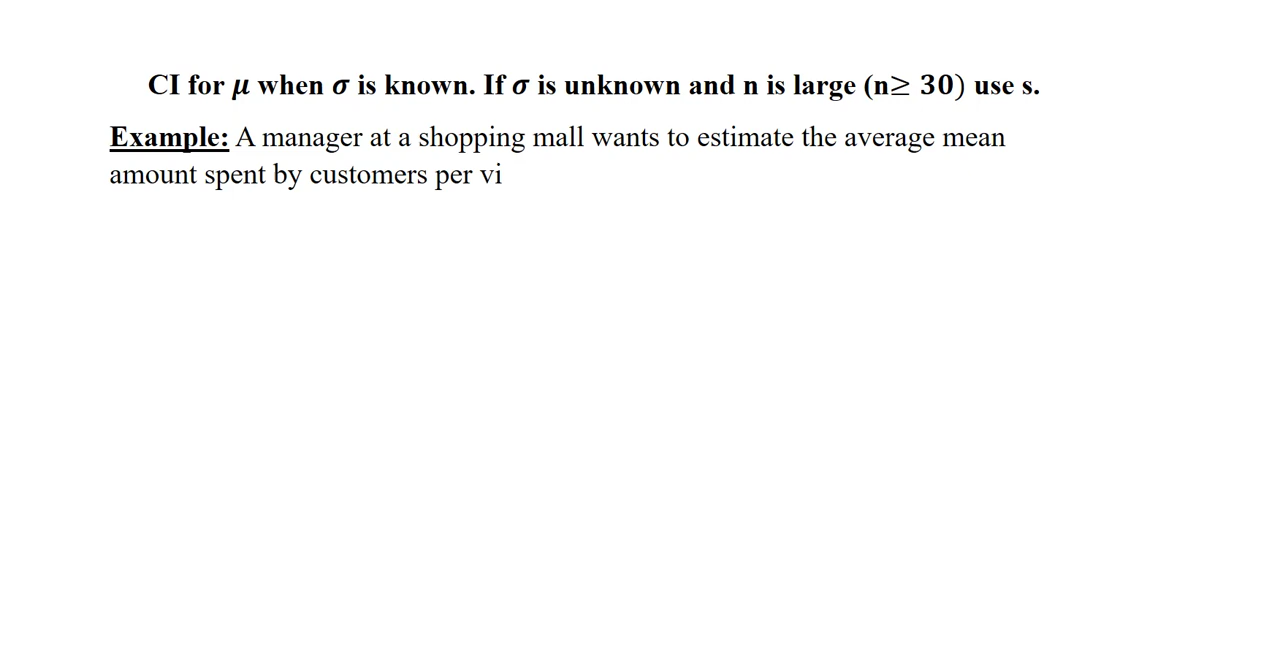 CI for μ when σ is known. If σ is unknown and n is large (n≥ 30) use s.
Example: A manager at a shopping mall wants to estimate the average mean
amount spent by customers per vi